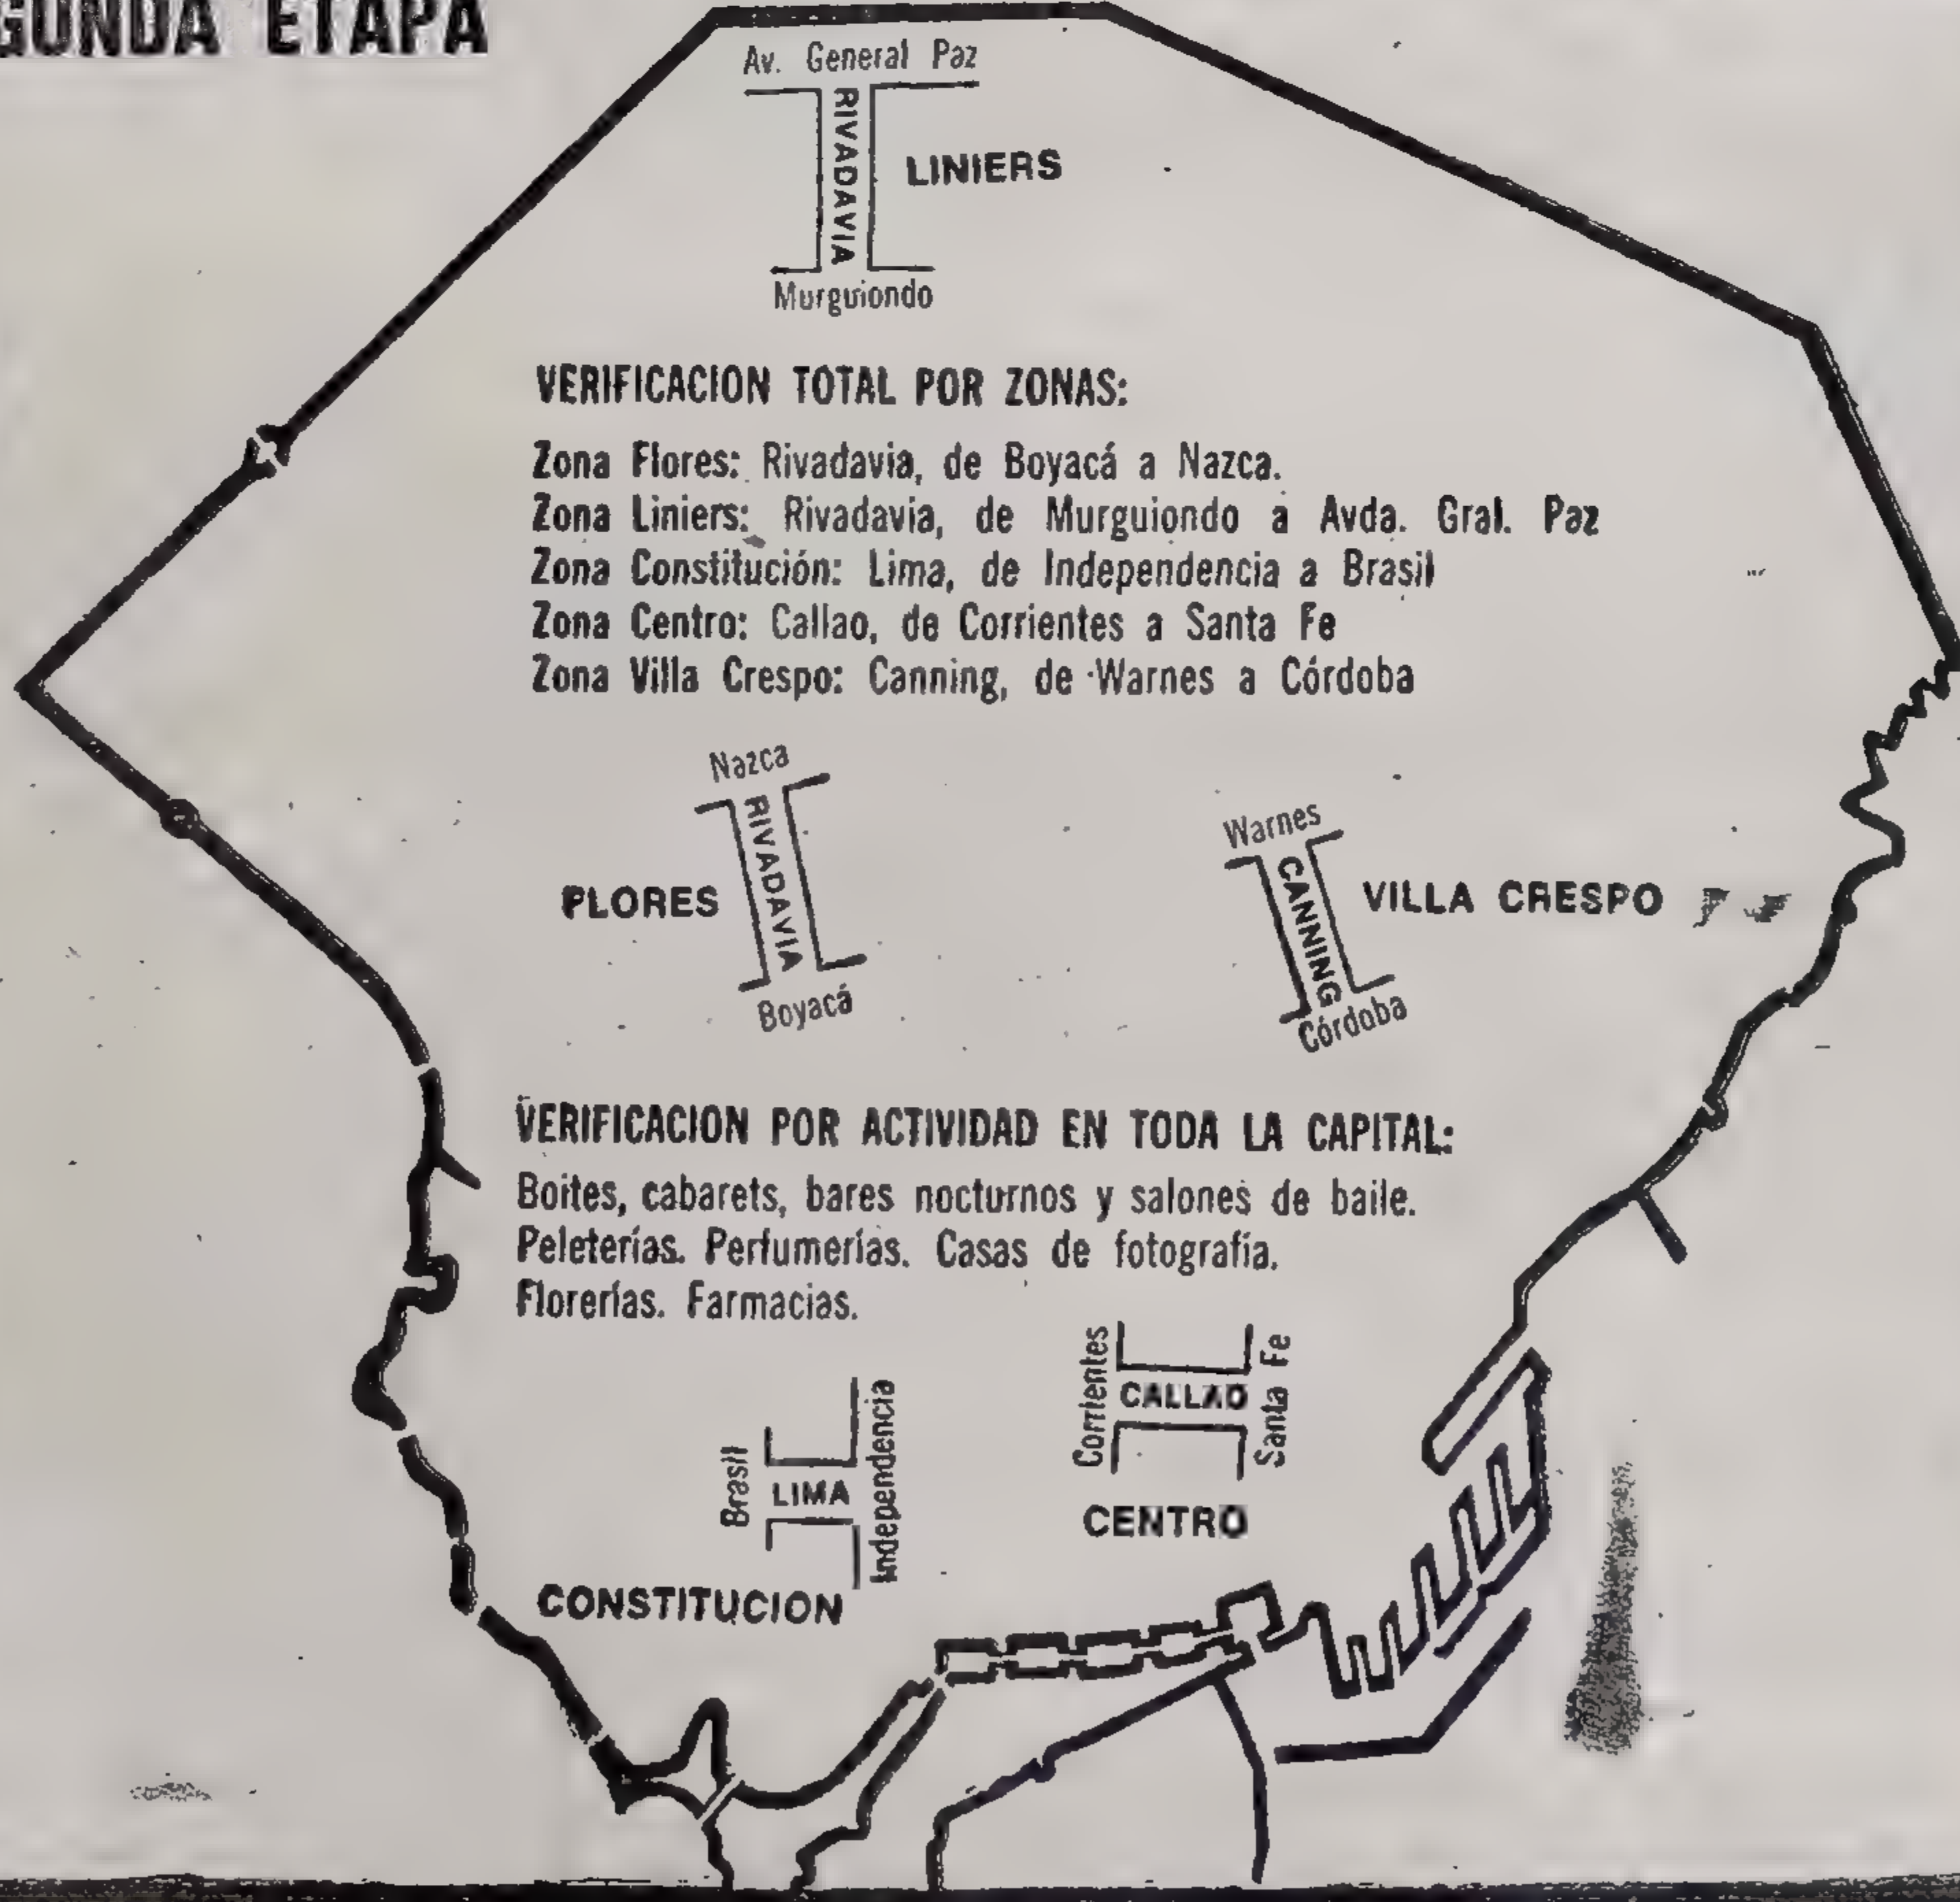 GUNDA ETAPA
Av. General Paz
RIVADAVIA
LINIERS
Murguiondo
VERIFICACION TOTAL POR ZONAS:
Zona Flores: Rivadavia, de Boyacá a Nazca.
Zona Liniers: Rivadavia, de Murguiondo a Avda. Gral. Paz
Zona Constitución: Lima, de Independencia a Brasil
Zona Centro: Callao, de Corrientes a Santa Fe
Zona Villa Crespo: Canning, de Warnes a Córdoba
Nazca
RIVADAVIA
FLORES
Boyacá
Warnes
CANNING
VILLA CRESPO
Córdoba
VERIFICACION POR ACTIVIDAD EN TODA LA CAPITAL:
Boites, cabarets, bares nocturnos y salones de baile.
Peleterías. Perfumerías. Casas de fotografía.
Florerías. Farmacias.
Brasil
LIMA
Independencia
CONSTITUCION
Corrientes
CALLAO
Santa Fe
CENTRO